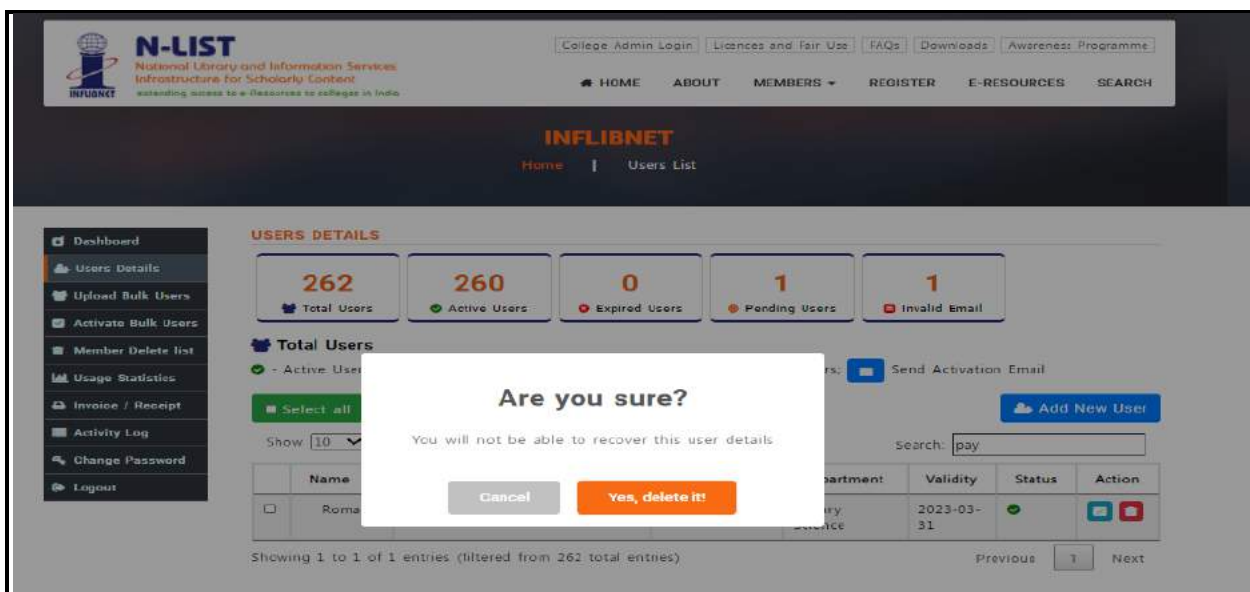 N-LIST
National Library and Information Services
Infrastructure for Scholarly Content
extending access to e-Resources to colleges in India
INFLIBNET
College Admin Login
Licences and Fair Use
FAQs
Downloads
Awareness Programme
HOME ABOUT MEMBERS REGISTER E-RESOURCES SEARCH
INFLIBNET
Home | Users List
Dashboard
Users Details
Upload Bulk Users
Activate Bulk Users
Member Delete list
Usage Statistics
Invoice / Receipt
Activity Log
Change Password
Logout
USERS DETAILS
262 260 0 1 1
Total Users Active Users Expired Users Pending Users Invalid Email
Total Users
- Active Send Activation Email
Select all Add New User
Show 10 Search: pay
Are you sure?
You will not be able to recover this user details
Cancel Yes, delete it!
Name Validity Status Action
2023-03-
31
Showing 1 to 1 of 1 entries (filtered from 262 total entries)
Previous 1 Next